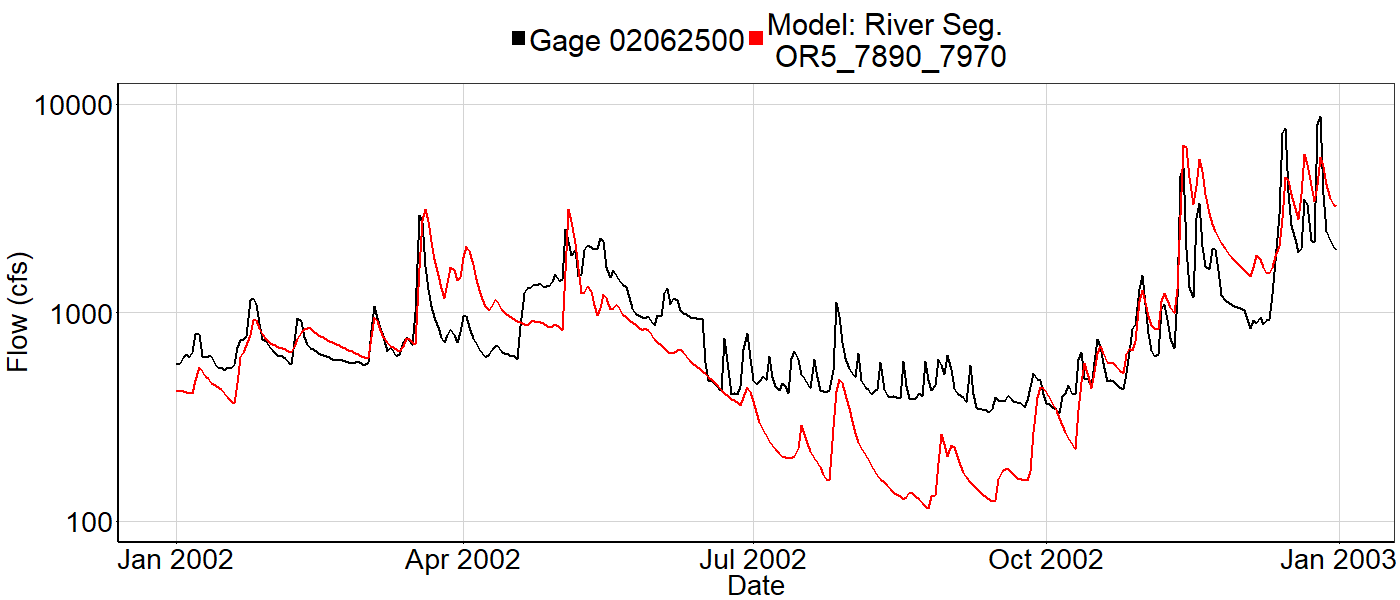 Gage 02062500
Model: River Seg.
OR5_7890_7970
10000
1000
100
Flow (cfs)
Jan 2002
Apr 2002
Jul 2002
Oct 2002
Jan 2003
Date